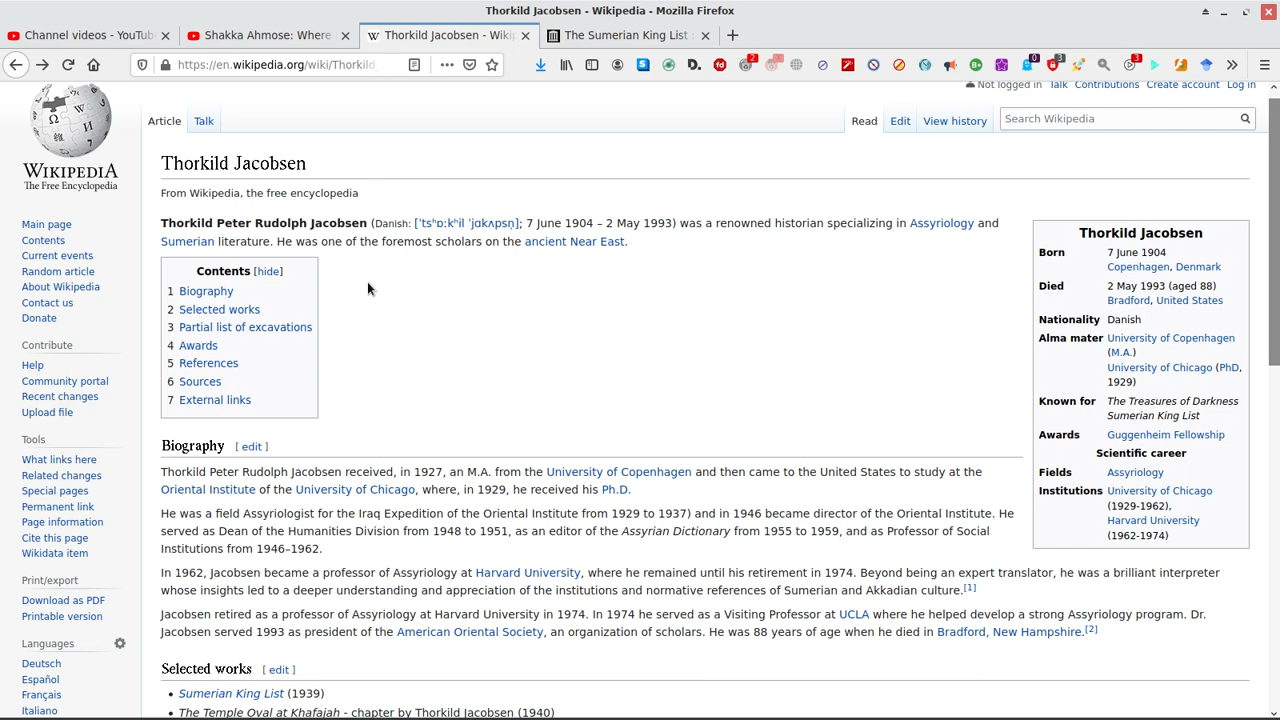 Thorkild Jacobsen - Wikipedia - Mozilla Firefox
Channel videos - YouTub
Shakka Ahmose: Where
Thorkild Jacobsen - Wiki
The Sumerian King List :
https://en.wikipedia.org/wiki/Thorkild_
Not logged in Talk Contributions Create account Log in
Article Talk
Read Edit View history
Search Wikipedia
WIKIPEDIA
The Free Encyclopedia
Main page
Contents
Current events
Random article
About Wikipedia
Contact us
Donate
Contribute
Help
Community portal
Recent changes
Upload file
Tools
What links here
Related changes
Special pages
Permanent link
Page information
Cite this page
Wikidata item
Print/export
Download as PDF
Printable version
Languages
Deutsch
Español
Français
Italiano
Thorkild Jacobsen
From Wikipedia, the free encyclopedia
Thorkild Peter Rudolph Jacobsen (Danish: [ˈtsʰɒːkʰil ˈjɑkʌpsn̩]; 7 June 1904 – 2 May 1993) was a renowned historian specializing in Assyriology and
Sumerian literature. He was one of the foremost scholars on the ancient Near East.
Contents [hide]
1 Biography
2 Selected works
3 Partial list of excavations
4 Awards
5 References
6 Sources
7 External links
Thorkild Jacobsen
Born 7 June 1904
Copenhagen, Denmark
Died 2 May 1993 (aged 88)
Bradford, United States
Nationality Danish
Alma mater University of Copenhagen
(M.A.)
University of Chicago (PhD,
1929)
Known for The Treasures of Darkness
Sumerian King List
Awards Guggenheim Fellowship
Scientific career
Fields Assyriology
Institutions University of Chicago
(1929-1962),
Harvard University
(1962-1974)
Biography [ edit ]
Thorkild Peter Rudolph Jacobsen received, in 1927, an M.A. from the University of Copenhagen and then came to the United States to study at the
Oriental Institute of the University of Chicago, where, in 1929, he received his Ph.D.
He was a field Assyriologist for the Iraq Expedition of the Oriental Institute from 1929 to 1937) and in 1946 became director of the Oriental Institute. He
served as Dean of the Humanities Division from 1948 to 1951, as an editor of the Assyrian Dictionary from 1955 to 1959, and as Professor of Social
Institutions from 1946–1962.
In 1962, Jacobsen became a professor of Assyriology at Harvard University, where he remained until his retirement in 1974. Beyond being an expert translator, he was a brilliant interpreter
whose insights led to a deeper understanding and appreciation of the institutions and normative references of Sumerian and Akkadian culture.[1]
Jacobsen retired as a professor of Assyriology at Harvard University in 1974. In 1974 he served as a Visiting Professor at UCLA where he helped develop a strong Assyriology program. Dr.
Jacobsen served 1993 as president of the American Oriental Society, an organization of scholars. He was 88 years of age when he died in Bradford, New Hampshire.[2]
Selected works [ edit ]
• Sumerian King List (1939)
• The Temple Oval at Khafajah - chapter by Thorkild Jacobsen (1940)